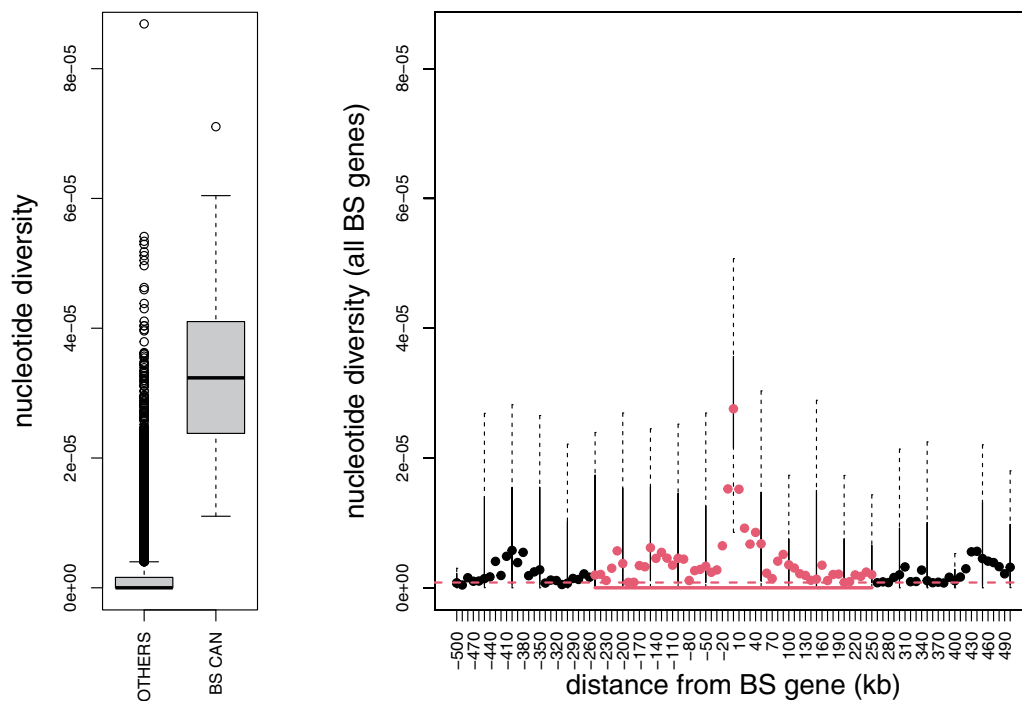 nucleotide diversity
0e+00 2e-05 4e-05 6e-05 8e-05
OTHERS
BS CAN
nucleotide diversity (all BS genes)
0e+00 2e-05 4e-05 6e-05 8e-05
−500 −470 −440 −410 −380 −350 −320 −290 −260 −230 −200 −170 −140 −110 −80 −50 −20 10 40 70 100 130 160 190 220 250 280 310 340 370 400 430 460 490
distance from BS gene (kb)